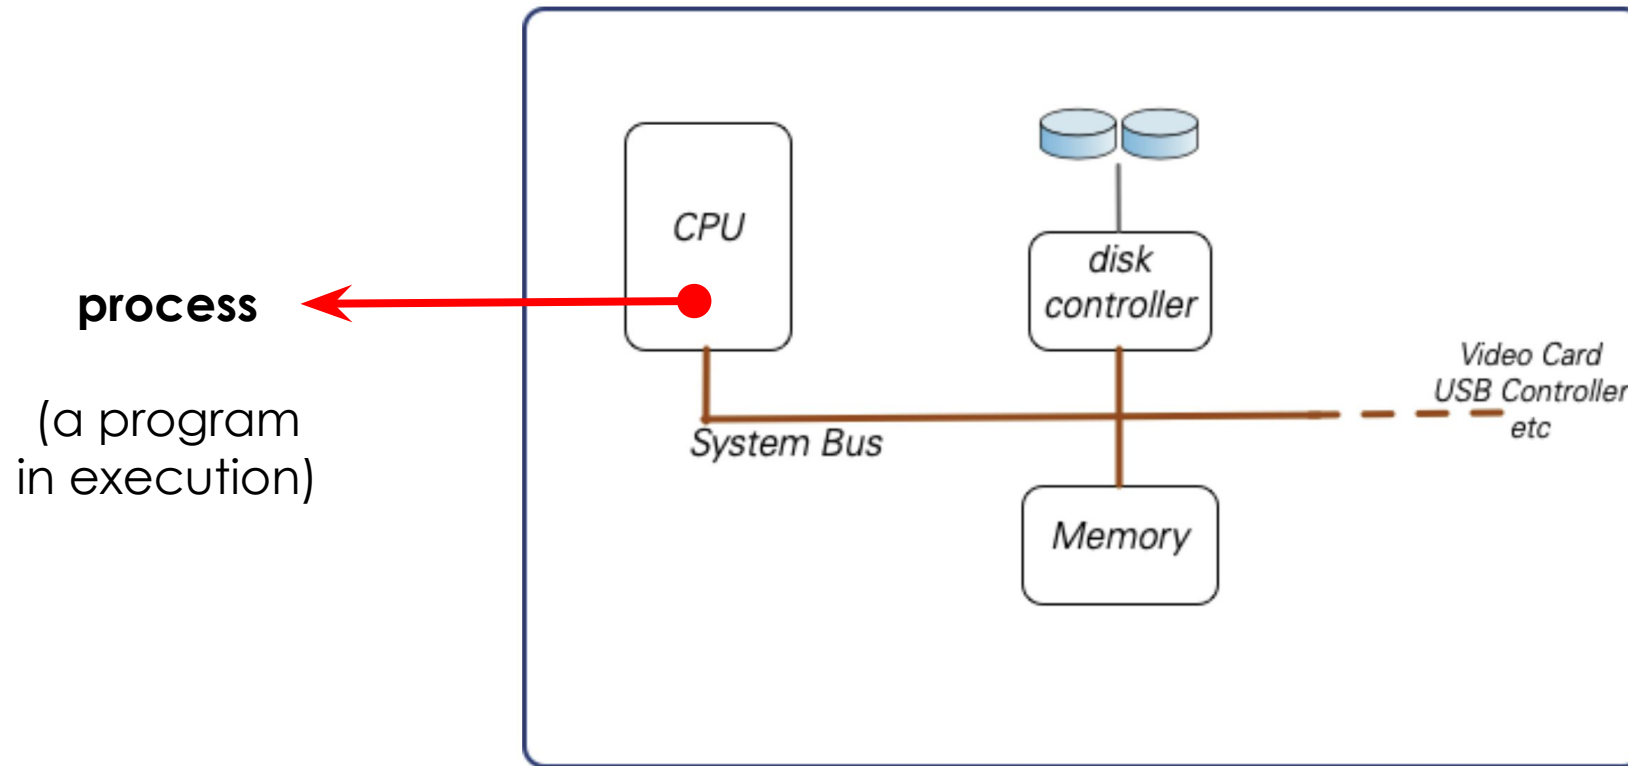 process
(a program
in execution)
CPU
System Bus
disk
controller
Memory
Video Card
USB Controller
etc